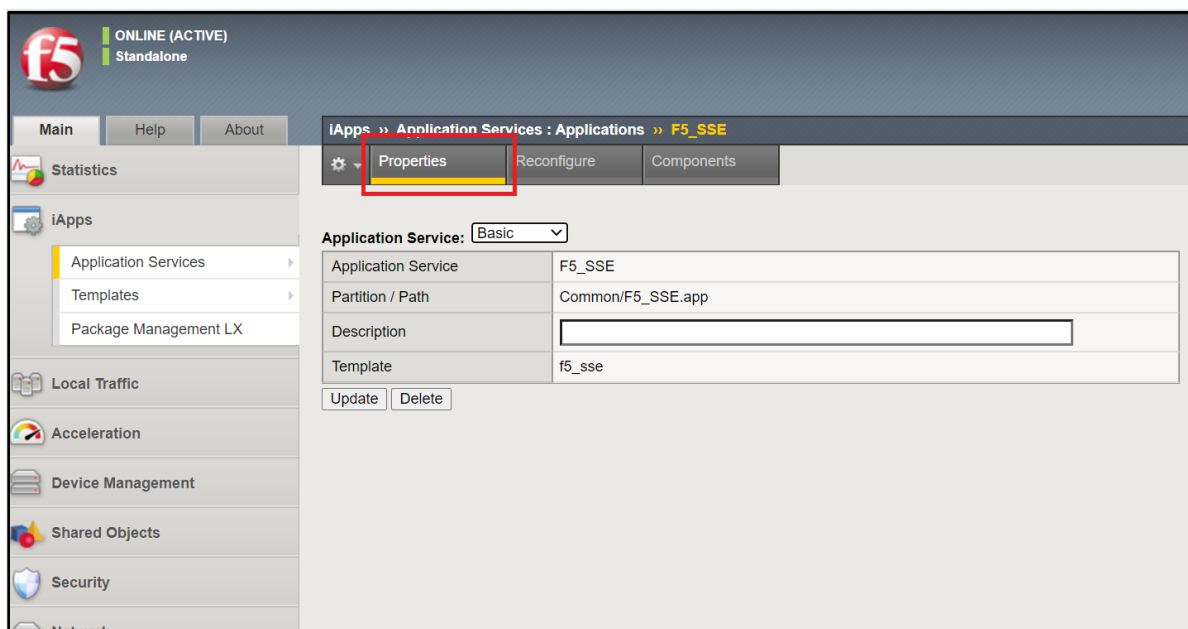 f5
ONLINE (ACTIVE)
Standalone
Main Help About
iApps ›› Application Services : Applications ›› F5_SSE
Properties Reconfigure Components
Statistics
iApps
Application Services
Templates
Package Management LX
Local Traffic
Acceleration
Device Management
Shared Objects
Security
Application Service: Basic
Application Service F5_SSE
Partition / Path Common/F5_SSE.app
Description
Template f5_sse
Update Delete